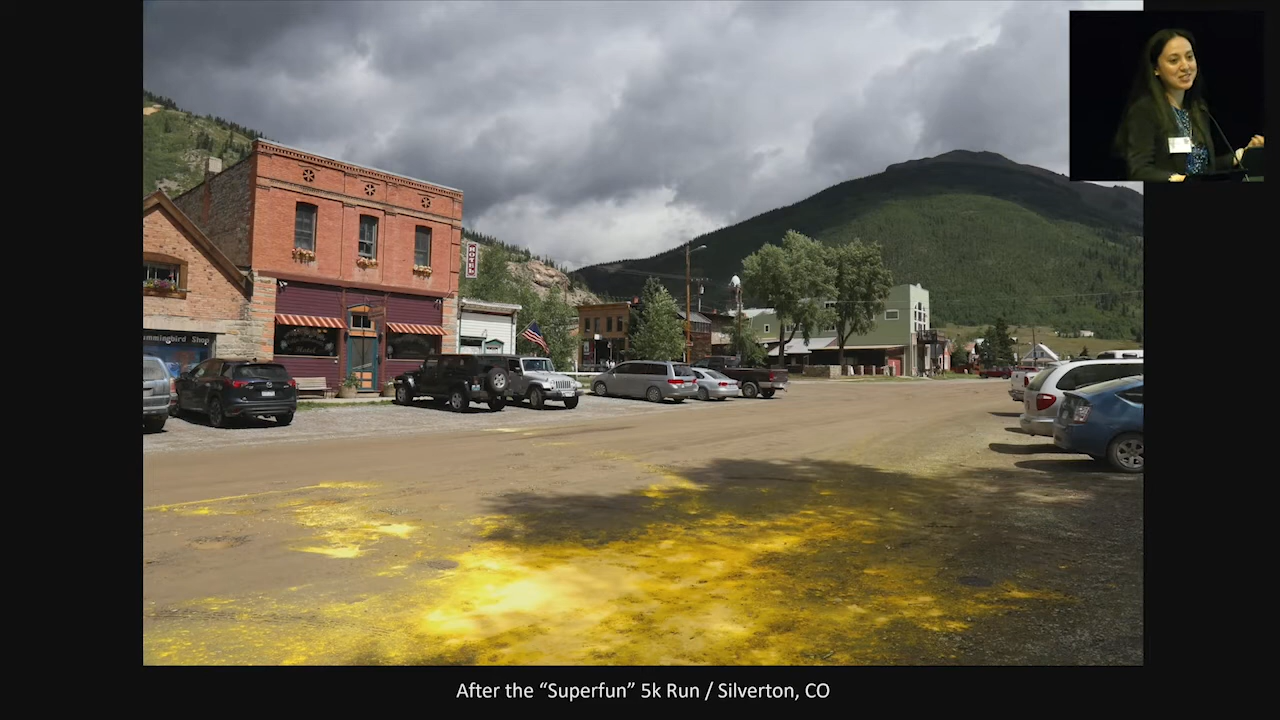 HOTEL
mmingbird Shop
After the “Superfun” 5k Run / Silverton, CO